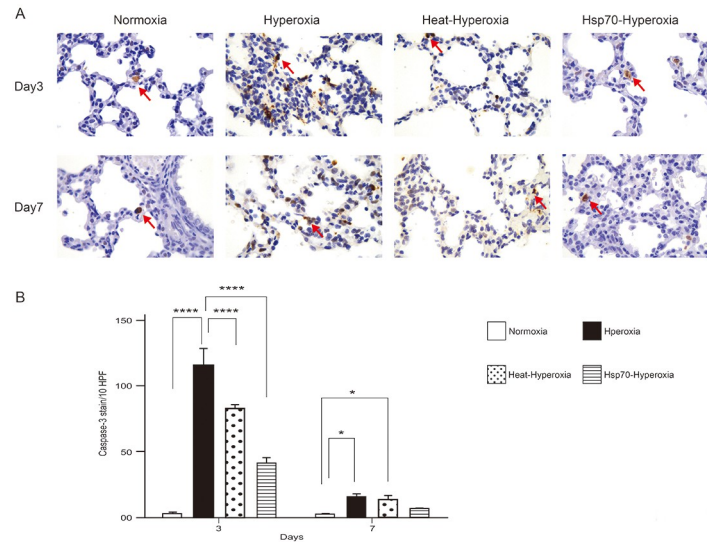 A
Normoxia Hyperoxia Heat-Hyperoxia Hsp70-Hyperoxia
Day3
Day7
B
**** ****
****
* *
Caspase-3 stain/10 HPF
150
100
50
00
3 7
Days
Normoxia Hperoxia
Heat-Hyperoxia Hsp70-Hyperoxia